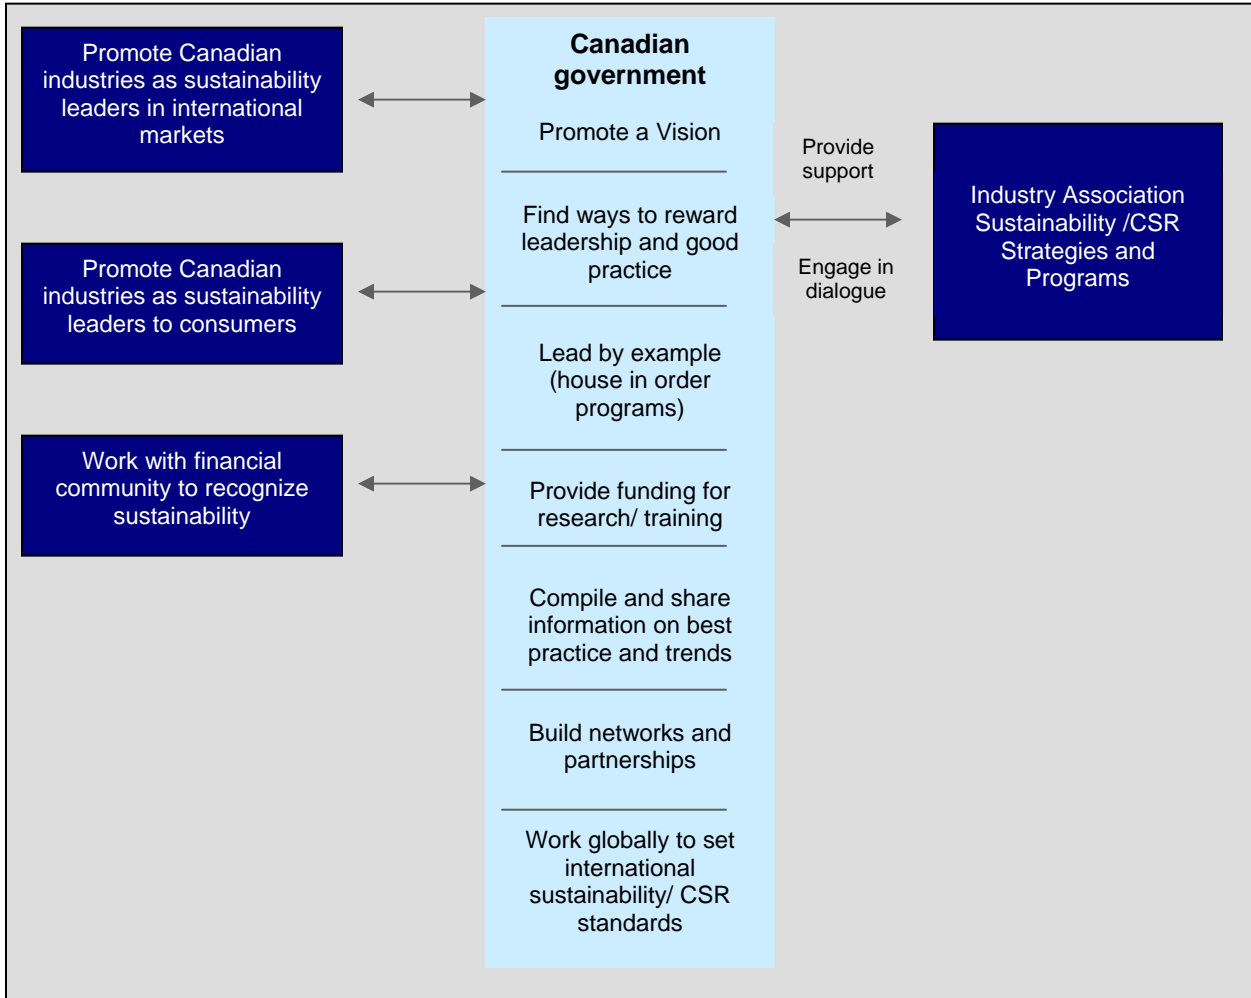 Promote Canadian
industries as sustainability
leaders in international
markets
Promote Canadian
industries as sustainability
leaders to consumers
Work with financial
community to recognize
sustainability
Canadian
government
Promote a Vision
Find ways to reward
leadership and good
practice
Lead by example
(house in order
programs)
Provide funding for
research/ training
Compile and share
information on best
practice and trends
Build networks and
partnerships
Work globally to set
international
sustainability/ CSR
standards
Provide
support
Engage in
dialogue
Industry Association
Sustainability /CSR
Strategies and
Programs